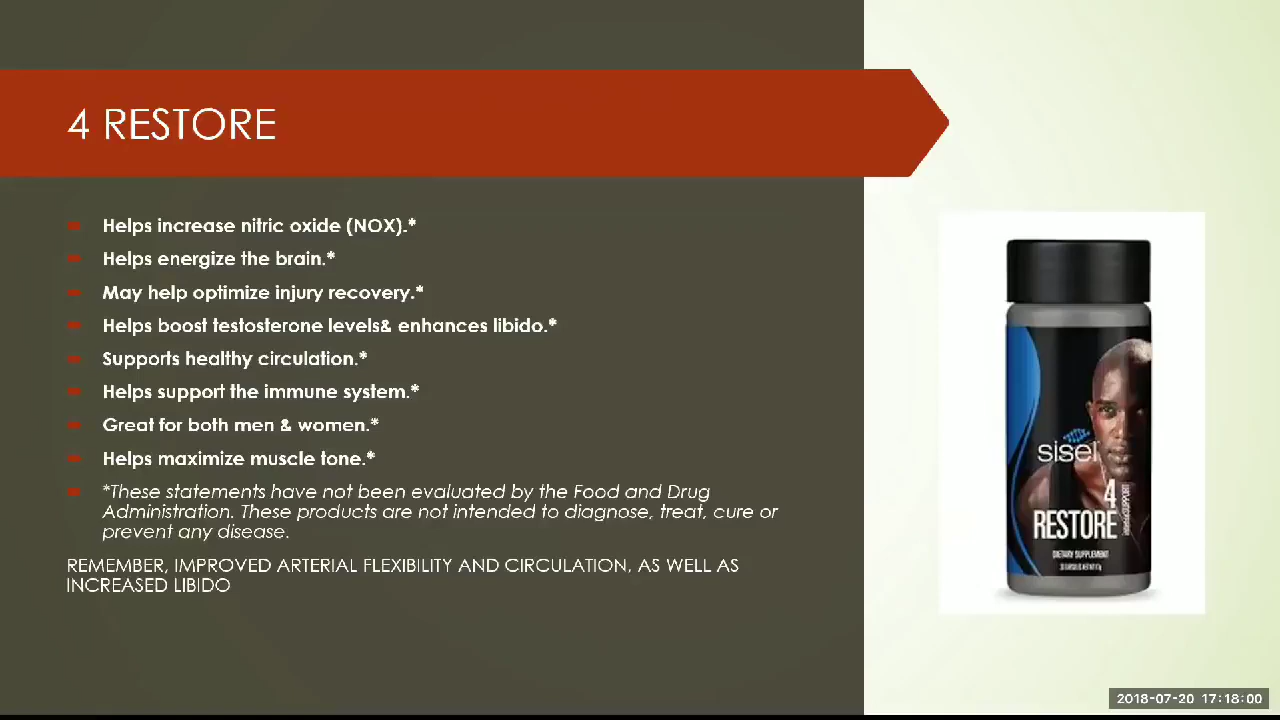 4 RESTORE
Helps increase nitric oxide (NOX).*
Helps energize the brain.*
May help optimize injury recovery.*
Helps boost testosterone levels& enhances libido.*
Supports healthy circulation.*
Helps support the immune system.*
Great for both men & women.*
Helps maximize muscle tone.*
*These statements have not been evaluated by the Food and Drug
Administration. These products are not intended to diagnose, treat, cure or
prevent any disease.
REMEMBER, IMPROVED ARTERIAL FLEXIBILITY AND CIRCULATION, AS WELL AS
INCREASED LIBIDO
sisel
4
RESTORE
DIETARY SUPPLEMENT
2018-07-20 17:18:00